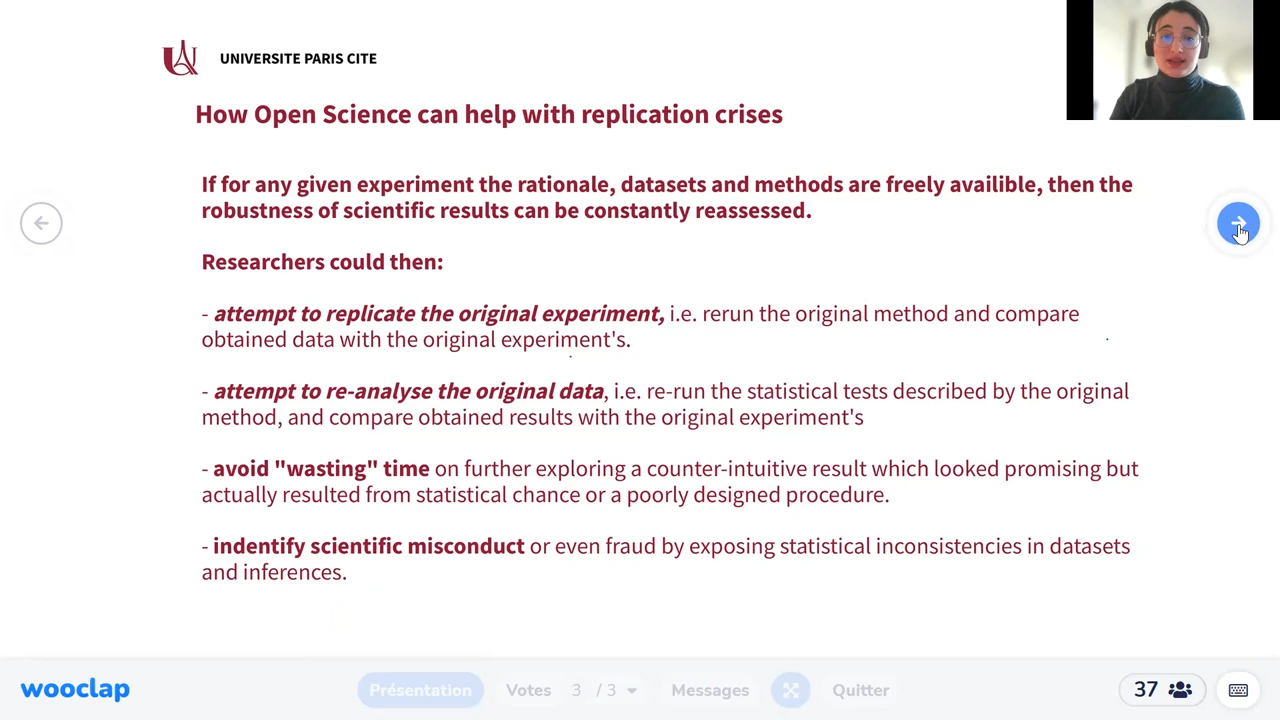 UNIVERSITE PARIS CITE
How Open Science can help with replication crises
If for any given experiment the rationale, datasets and methods are freely availible, then the
robustness of scientific results can be constantly reassessed.
Researchers could then:
- attempt to replicate the original experiment, i.e. rerun the original method and compare
obtained data with the original experiment's.
- attempt to re-analyse the original data, i.e. re-run the statistical tests described by the original
method, and compare obtained results with the original experiment's
- avoid "wasting" time on further exploring a counter-intuitive result which looked promising but
actually resulted from statistical chance or a poorly designed procedure.
- indentify scientific misconduct or even fraud by exposing statistical inconsistencies in datasets
and inferences.
wooclap Présentation Votes 3 / 3 Messages Quitter 37